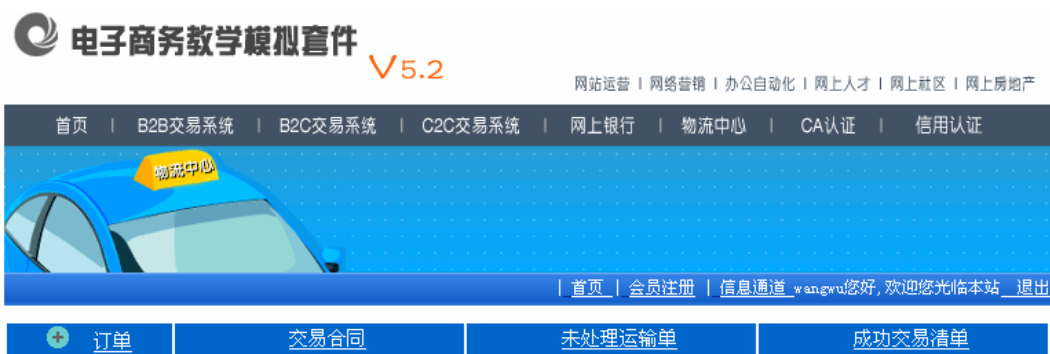 电子商务教学模拟套件
V5.2
网站运营 | 网络营销 | 办公自动化 | 网上人才 | 网上社区 | 网上房地产
首页 | B2B交易系统 | B2C交易系统 | C2C交易系统 | 网上银行 | 物流中心 | CA认证 | 信用认证
物流中心
| 首页 | 会员注册 | 信息通道 wangwu您好,欢迎您光临本站 退出
订单 交易合同 未处理运输单 成功交易清单